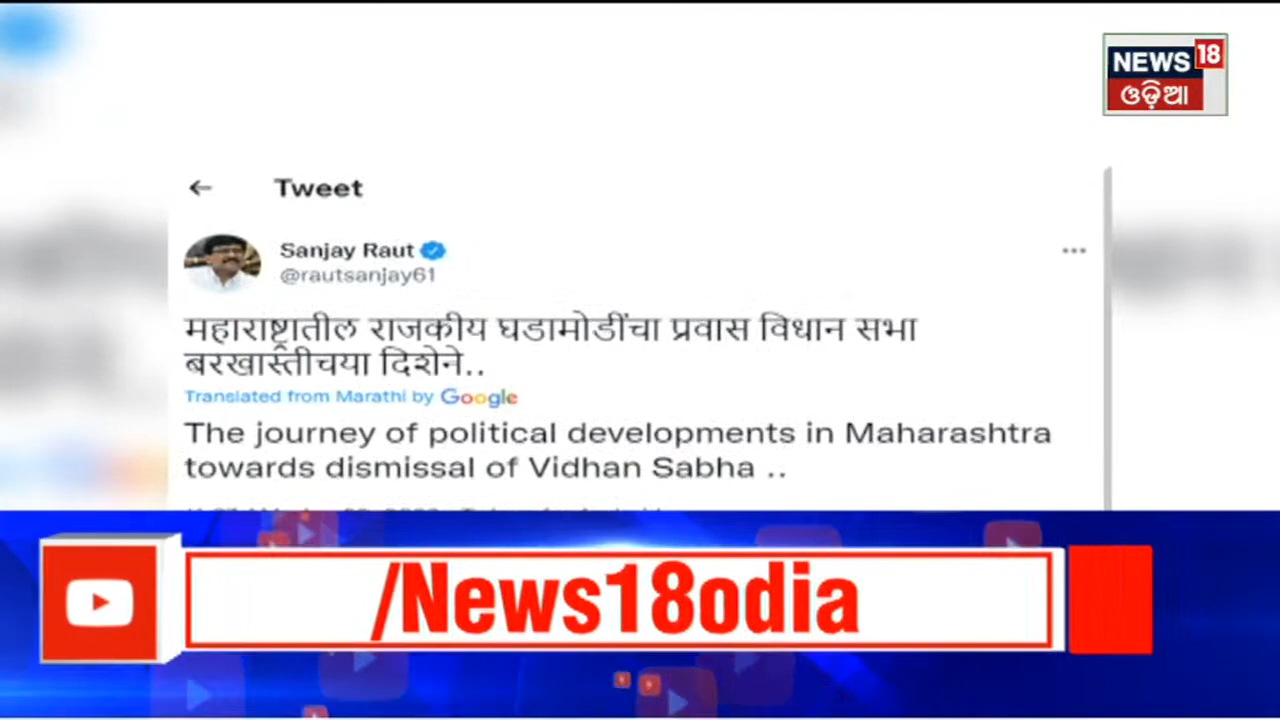 NEWS 18
ଓଡ଼ିଆ
← Tweet
Sanjay Raut
@rautsanjay61
महाराष्ट्रातील राजकीय घडामोडींचा प्रवास विधान सभा
बरखास्तीचया दिशेने..
Translated from Marathi by Google
The journey of political developments in Maharashtra
towards dismissal of Vidhan Sabha ..
/News18odia